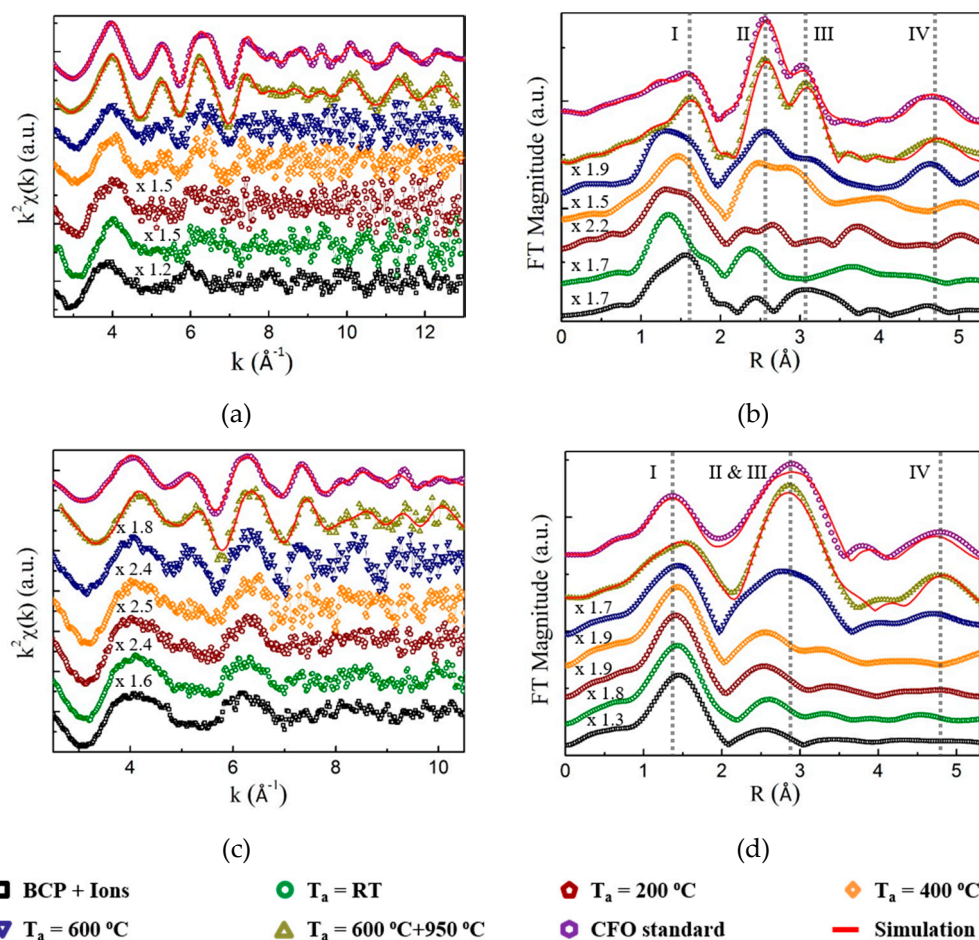 k²χ(k) (a.u.)
x 1.5
x 1.5
x 1.2
4 6 8 10 12
k (Å⁻¹)
(a)
I II III IV
FT Magnitude (a.u.)
x 1.9
x 1.5
x 2.2
x 1.7
x 1.7
0 1 2 3 4 5
R (Å)
(b)
k²χ(k) (a.u.)
x 1.8
x 2.4
x 2.5
x 2.4
x 1.6
4 6 8 10
k (Å⁻¹)
(c)
I II & III IV
FT Magnitude (a.u.)
x 1.7
x 1.9
x 1.9
x 1.8
x 1.3
0 1 2 3 4 5
R (Å)
(d)
BCP + Ions Tₐ = RT Tₐ = 200 ºC Tₐ = 400 ºC
Tₐ = 600 ºC Tₐ = 600 ºC+950 ºC CFO standard Simulation